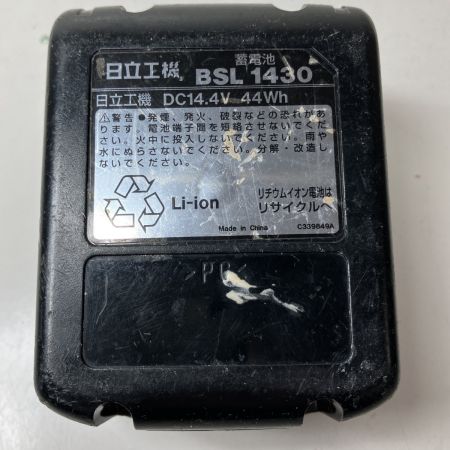 蓄電池
日立工機 BSL 1430
日立工機 DC14.4V 44Wh
⚠警告●発煙、発火、破裂などの恐れがあ
ります。電池端子間を短絡させないでくだ
さい。火中に投入しないでください。雨や
水にぬらさないでください。分解・改造し
ないでください。
Li-ion
リチウムイオン電池は
リサイクルへ
Made in China
C339849A
>PC<